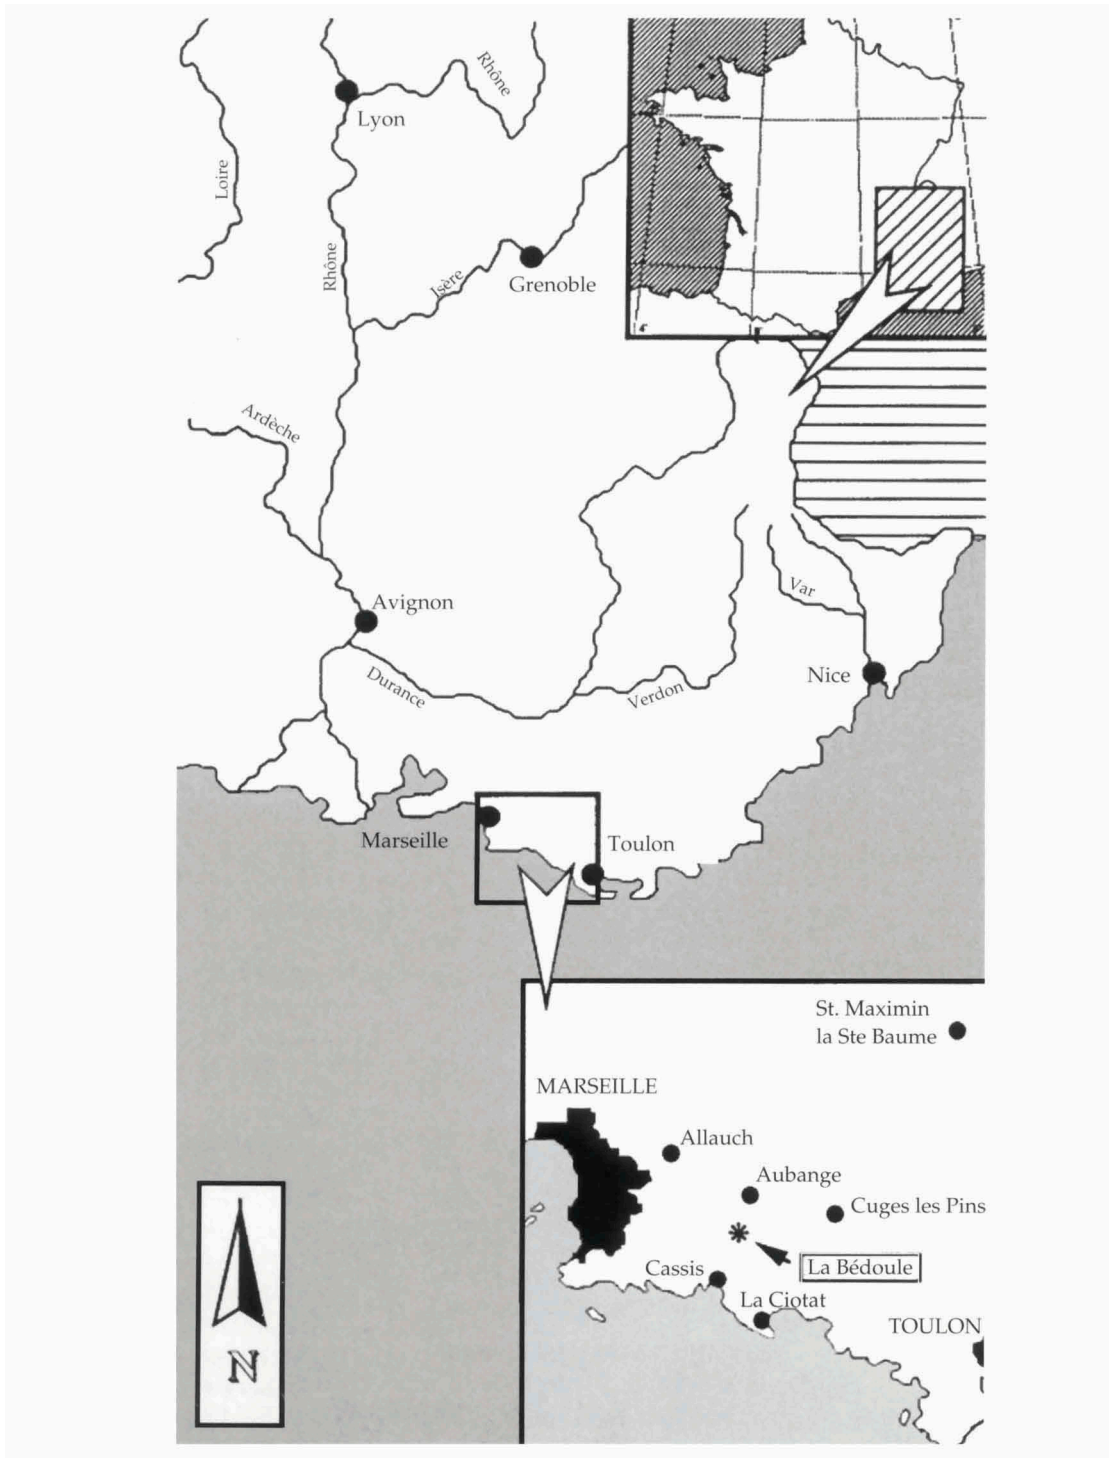 Rhône
Lyon
Loire
Rhône
Isère
Grenoble
Ardèche
Avignon
Var
Durance
Verdon
Nice
Marseille
Toulon
St. Maximin
la Ste Baume
MARSEILLE
Allauch
Aubange
Cuges les Pins
La Bédoule
Cassis
La Ciotat
TOULON
N